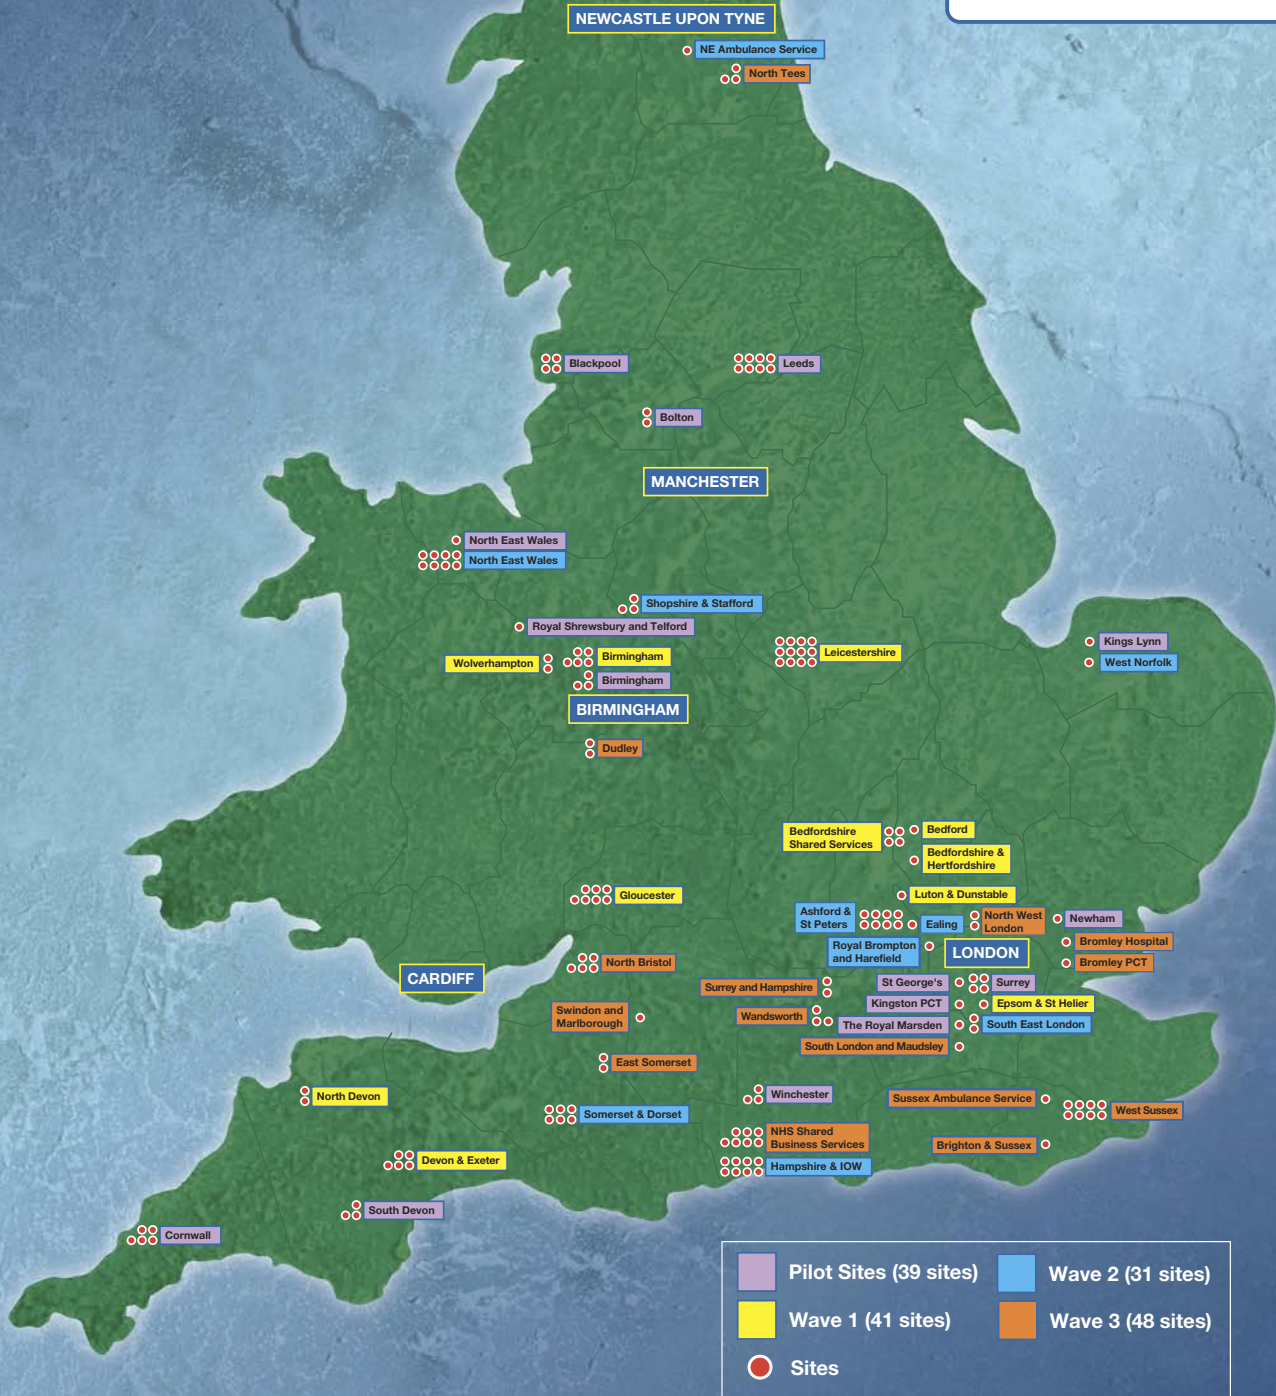 NEWCASTLE UPON TYNE
NE Ambulance Service
North Tees
Blackpool
Leeds
Bolton
MANCHESTER
North East Wales
North East Wales
Shopshire & Stafford
Royal Shrewsbury and Telford
Kings Lynn
Wolverhampton
Birmingham
Leicestershire
West Norfolk
Birmingham
BIRMINGHAM
Dudley
Bedfordshire
Shared Services
Bedford
Bedfordshire &
Hertfordshire
Gloucester
Luton & Dunstable
Ashford &
St Peters
Ealing
North West
London
Newham
Royal Brompton
and Harefield
LONDON
Bromley Hospital
Bromley PCT
North Bristol
CARDIFF
Surrey and Hampshire
St George's
Surrey
Kingston PCT
Epsom & St Helier
Swindon and
Marlborough
Wandsworth
The Royal Marsden
South East London
South London and Maudsley
East Somerset
North Devon
Winchester
Sussex Ambulance Service
West Sussex
Somerset & Dorset
NHS Shared
Business Services
Brighton & Sussex
Devon & Exeter
Hampshire & IOW
South Devon
Cornwall
Pilot Sites (39 sites)
Wave 2 (31 sites)
Wave 1 (41 sites)
Wave 3 (48 sites)
Sites